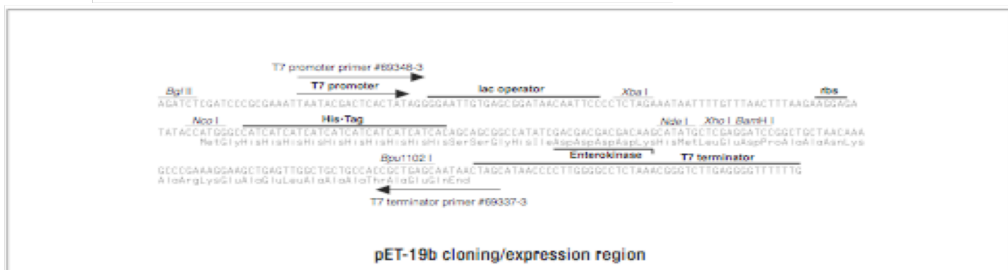 T7 promoter primer #69348-3
Bgl II T7 promoter lac operator Xba I rbs
AGATCTCGATCCCGCGAAATTAATACGACTCACTATAGGGGAATTGTGAGCGGATAACAATTCCCCTCTAGAAATAATTTTGTTTAACTTTAAGAAGGAGA
Nco I His•Tag Nde I Xho I BamH I
TATACCATGGGCCATCATCATCATCATCATCATCATCATCACAGCAGCGGCCATATCGACGACGACGACAAGCATATGCTCGAGGATCCGGCTGCTAACAAA
MetGlyHisHisHisHisHisHisHisHisHisHisSerSerGlyHisIleAspAspAspAspLysHisMetLeuGluAspProAlaAlaAsnLys
Bpu1102 I Enterokinase T7 terminator
GCCCGAAAGGAAGCTGAGTTGGCTGCTGCCACCGCTGAGCAATAACTAGCATAACCCCTTGGGGCCTCTAAACGGGTCTTGAGGGGTTTTTTG
AlaArgLysGluAlaGluLeuAlaAlaAlaThrAlaGluGlnEnd
T7 terminator primer #69337-3
pET-19b cloning/expression region